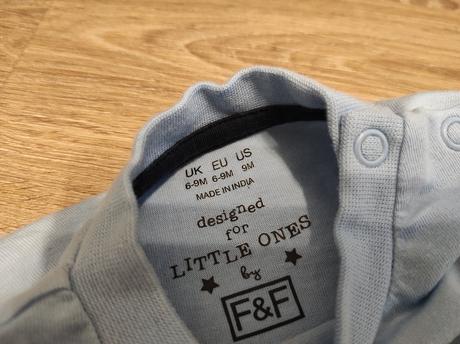 UK EU US
6-9M 6-9M 9M
MADE IN INDIA
designed
for
LITTLE ONES
by
F&F